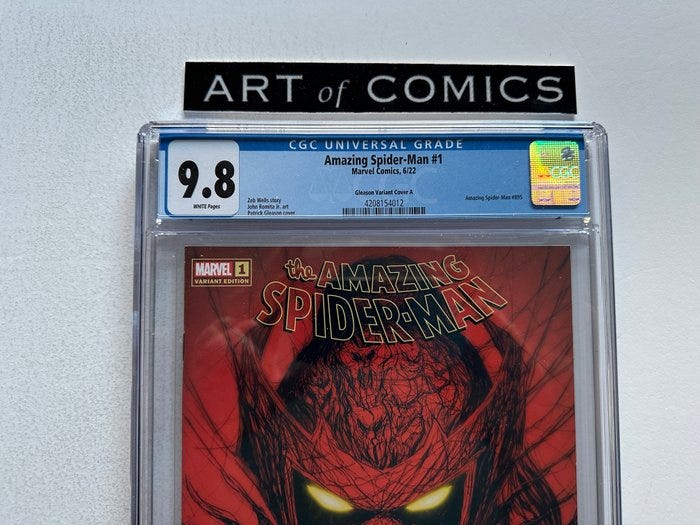 ART of COMICS
CGC UNIVERSAL GRADE
9.8
WHITE Pages
Amazing Spider-Man #1
Marvel Comics, 6/22
Gleason Variant Cover A
4208154012
Zeb Wells story
John Romita Jr. art
Patrick Gleason cover
Amazing Spider-Man #895
CGC
MARVEL 1
VARIANT EDITION
the AMAZING
SPIDER-MAN